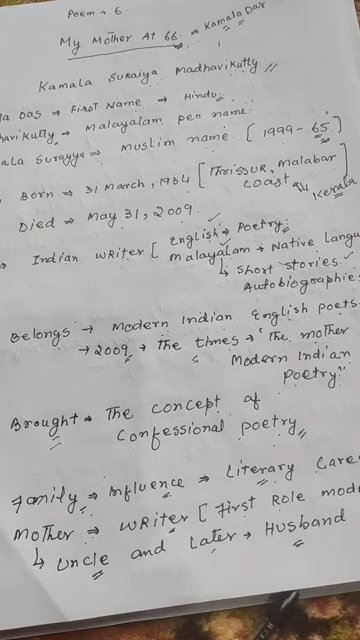 Poem → 6
My Mother At 66 → Kamala Das
Kamala Suraiya Madhavikutty //
la Das → First Name → Hindu.
havikutty → malayalam pen name.
ala Surayya → muslim name. [1999 - 65.]
Born → 31 March, 1934 [Thrissur, Malabar
coast → Kerala
Died → May 31, 2009.
→ Indian Writer [ English → Poetry.
malayalam → Native Langu
↳ short stories.
Autobiographie
Belongs → modern Indian English poets.
→ 2009 → The times → "The mother
Modern Indian
Poetry"
Brought → The concept of
confessional poetry //
Family → Influence → Literary Care
Mother → Writer [ First Role mod
↳ uncle and Later → Husband